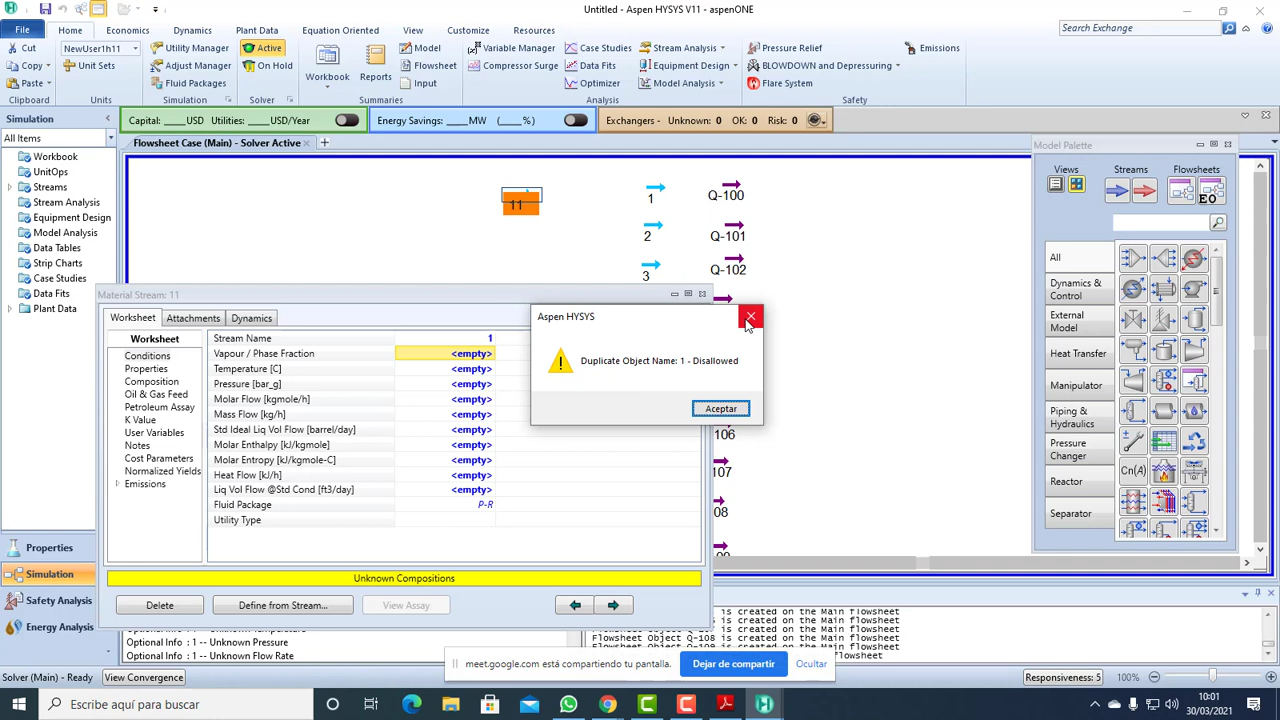 Untitled - Aspen HYSYS V11 - aspenONE
File Home Economics Dynamics Plant Data Equation Oriented View Customize Resources Search Exchange
Cut NewUser1h11 Utility Manager Active Model Variable Manager Case Studies Stream Analysis Pressure Relief Emissions
Copy Unit Sets Adjust Manager On Hold Workbook Reports Flowsheet Compressor Surge Data Fits Equipment Design BLOWDOWN and Depressuring
Paste Fluid Packages Input Optimizer Model Analysis Flare System
Clipboard Units Simulation Solver Summaries Analysis Safety
Simulation Capital: ____USD Utilities: ____USD/Year Energy Savings: ____MW (____%) Exchangers - Unknown: 0 OK: 0 Risk: 0
All Items Flowsheet Case (Main) - Solver Active
Workbook
UnitOps
Streams
Stream Analysis
Equipment Design
Model Analysis
Data Tables
Strip Charts
Case Studies
Data Fits
Plant Data
Properties
Simulation
Safety Analysis
Energy Analysis
11 1 Q-100
2 Q-101
3 Q-102
106
107
08
99
Model Palette
Views Streams Flowsheets
EO
All
Dynamics & Control
External Model
Heat Transfer
Manipulator
Piping & Hydraulics
Pressure Changer
Reactor
Separator
Cn(A)
Material Stream: 11
Worksheet Attachments Dynamics
Worksheet
Conditions
Properties
Composition
Oil & Gas Feed
Petroleum Assay
K Value
User Variables
Notes
Cost Parameters
Normalized Yields
Emissions
Stream Name 1
Vapour / Phase Fraction <empty>
Temperature [C] <empty>
Pressure [bar_g] <empty>
Molar Flow [kgmole/h] <empty>
Mass Flow [kg/h] <empty>
Std Ideal Liq Vol Flow [barrel/day] <empty>
Molar Enthalpy [kJ/kgmole] <empty>
Molar Entropy [kJ/kgmole-C] <empty>
Heat Flow [kJ/h] <empty>
Liq Vol Flow @Std Cond [ft3/day] <empty>
Fluid Package P-R
Utility Type
Unknown Compositions
Delete Define from Stream... View Assay
Aspen HYSYS
Duplicate Object Name: 1 - Disallowed
Aceptar
Optional Info : 1 -- Unknown Pressure
Optional Info : 1 -- Unknown Flow Rate
is created on the Main flowsheet
is created on the Main flowsheet
Flowsheet Object Q-108 is created on the Main flowsheet
meet.google.com está compartiendo tu pantalla. Dejar de compartir Ocultar
Solver (Main) - Ready View Convergence Responsiveness: 5 100%
Escribe aquí para buscar
10:01
30/03/2021